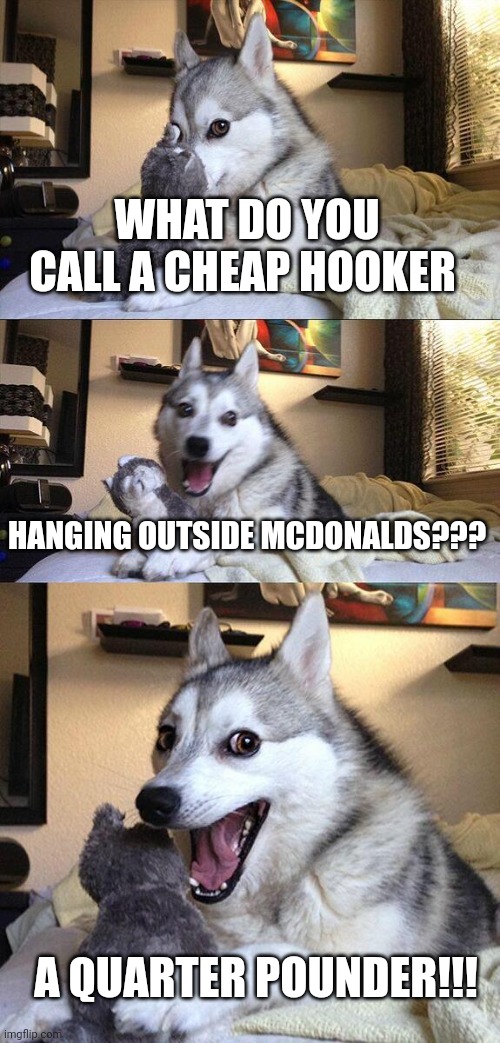 WHAT DO YOU
CALL A CHEAP HOOKER
HANGING OUTSIDE MCDONALDS???
A QUARTER POUNDER!!!
imgflip.com